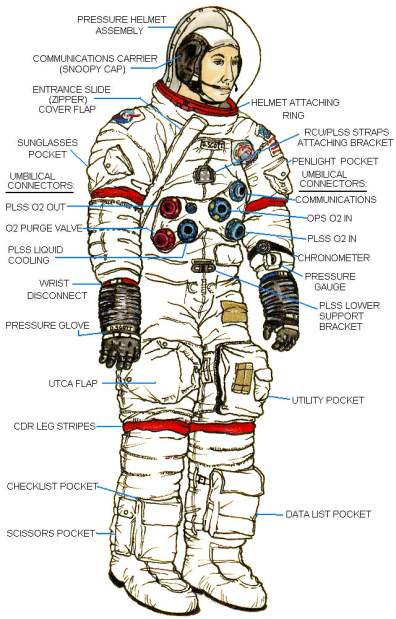 PRESSURE HELMET
ASSEMBLY
COMMUNICATIONS CARRIER
(SNOOPY CAP)
ENTRANCE SLIDE
(ZIPPER)
COVER FLAP
HELMET ATTACHING
RING
RCU/PLSS STRAPS
ATTACHING BRACKET
SUNGLASSES
POCKET
PENLIGHT POCKET
UMBILICAL
CONNECTORS:
UMBILICAL
CONNECTORS:
COMMUNICATIONS
PLSS O2 OUT
OPS O2 IN
O2 PURGE VALVE
PLSS O2 IN
PLSS LIQUID
COOLING
CHRONOMETER
WRIST
DISCONNECT
PRESSURE
GAUGE
PLSS LOWER
SUPPORT
BRACKET
PRESSURE GLOVE
UTCA FLAP
UTILITY POCKET
CDR LEG STRIPES
CHECKLIST POCKET
DATA LIST POCKET
SCISSORS POCKET
D. SCOTT